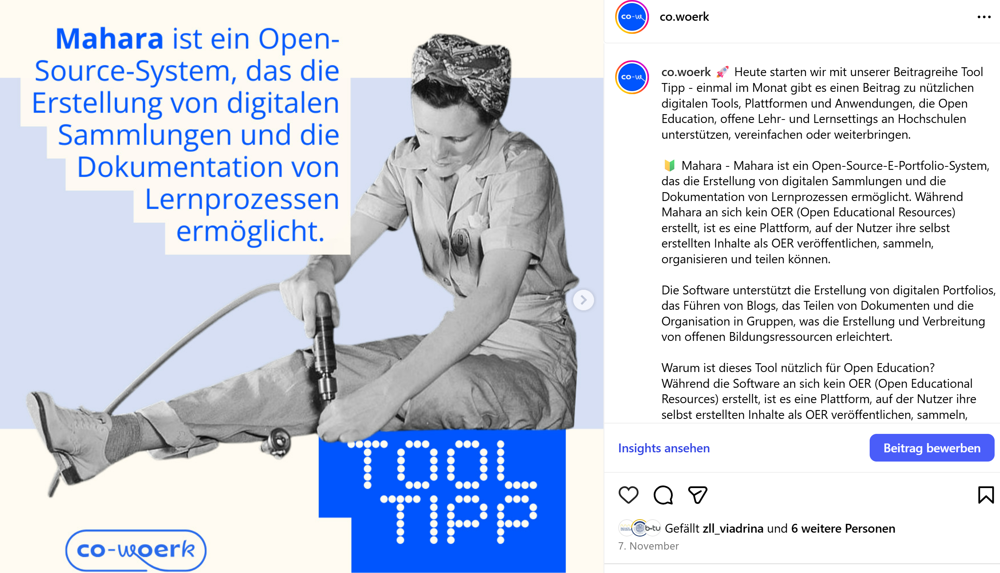 Mahara ist ein Open-
Source-System, das die
Erstellung von digitalen
Sammlungen und die
Dokumentation von
Lernprozessen
ermöglicht.
19
TOOL
TIPP
co-woerk
co-w
co.woerk
co-w
co.woerk 🚀 Heute starten wir mit unserer Beitragreihe Tool
Tipp - einmal im Monat gibt es einen Beitrag zu nützlichen
digitalen Tools, Plattformen und Anwendungen, die Open
Education, offene Lehr- und Lernsettings an Hochschulen
unterstützen, vereinfachen oder weiterbringen.
🔰 Mahara - Mahara ist ein Open-Source-E-Portfolio-System,
das die Erstellung von digitalen Sammlungen und die
Dokumentation von Lernprozessen ermöglicht. Während
Mahara an sich kein OER (Open Educational Resources)
erstellt, ist es eine Plattform, auf der Nutzer ihre selbst
erstellten Inhalte als OER veröffentlichen, sammeln,
organisieren und teilen können.
Die Software unterstützt die Erstellung von digitalen Portfolios,
das Führen von Blogs, das Teilen von Dokumenten und die
Organisation in Gruppen, was die Erstellung und Verbreitung
von offenen Bildungsressourcen erleichtert.
Warum ist dieses Tool nützlich für Open Education?
Während die Software an sich kein OER (Open Educational
Resources) erstellt, ist es eine Plattform, auf der Nutzer ihre
selbst erstellten Inhalte als OER veröffentlichen, sammeln,
Insights ansehen
Beitrag bewerben
b-tu
Gefällt zll_viadrina und 6 weitere Personen
7. November